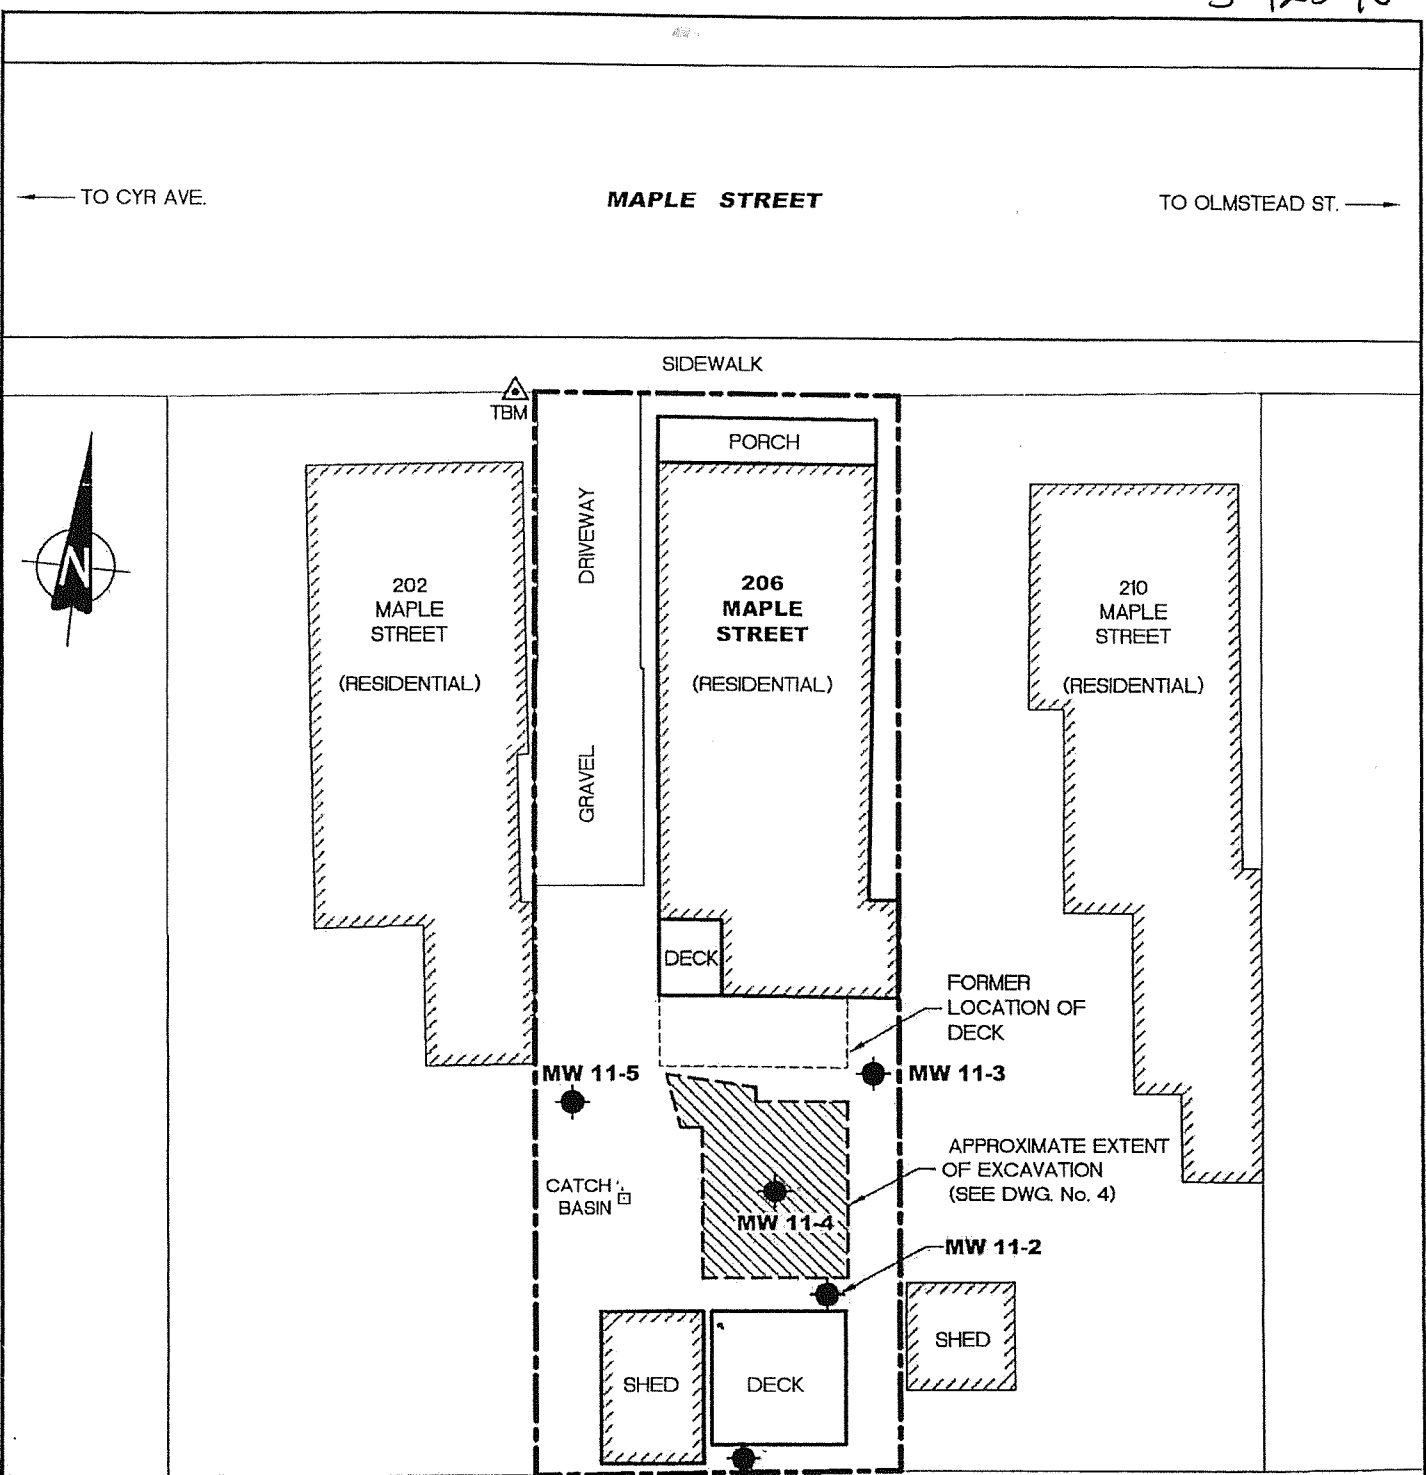 ← TO CYR AVE.
MAPLE STREET
TO OLMSTEAD ST. →
SIDEWALK
TBM
PORCH
DRIVEWAY
GRAVEL
N
202
MAPLE
STREET
(RESIDENTIAL)
206
MAPLE
STREET
(RESIDENTIAL)
210
MAPLE
STREET
(RESIDENTIAL)
DECK
FORMER
LOCATION OF
DECK
MW 11-5
MW 11-3
APPROXIMATE EXTENT
OF EXCAVATION
(SEE DWG. No. 4)
CATCH
BASIN
MW 11-4
MW 11-2
SHED
DECK
SHED